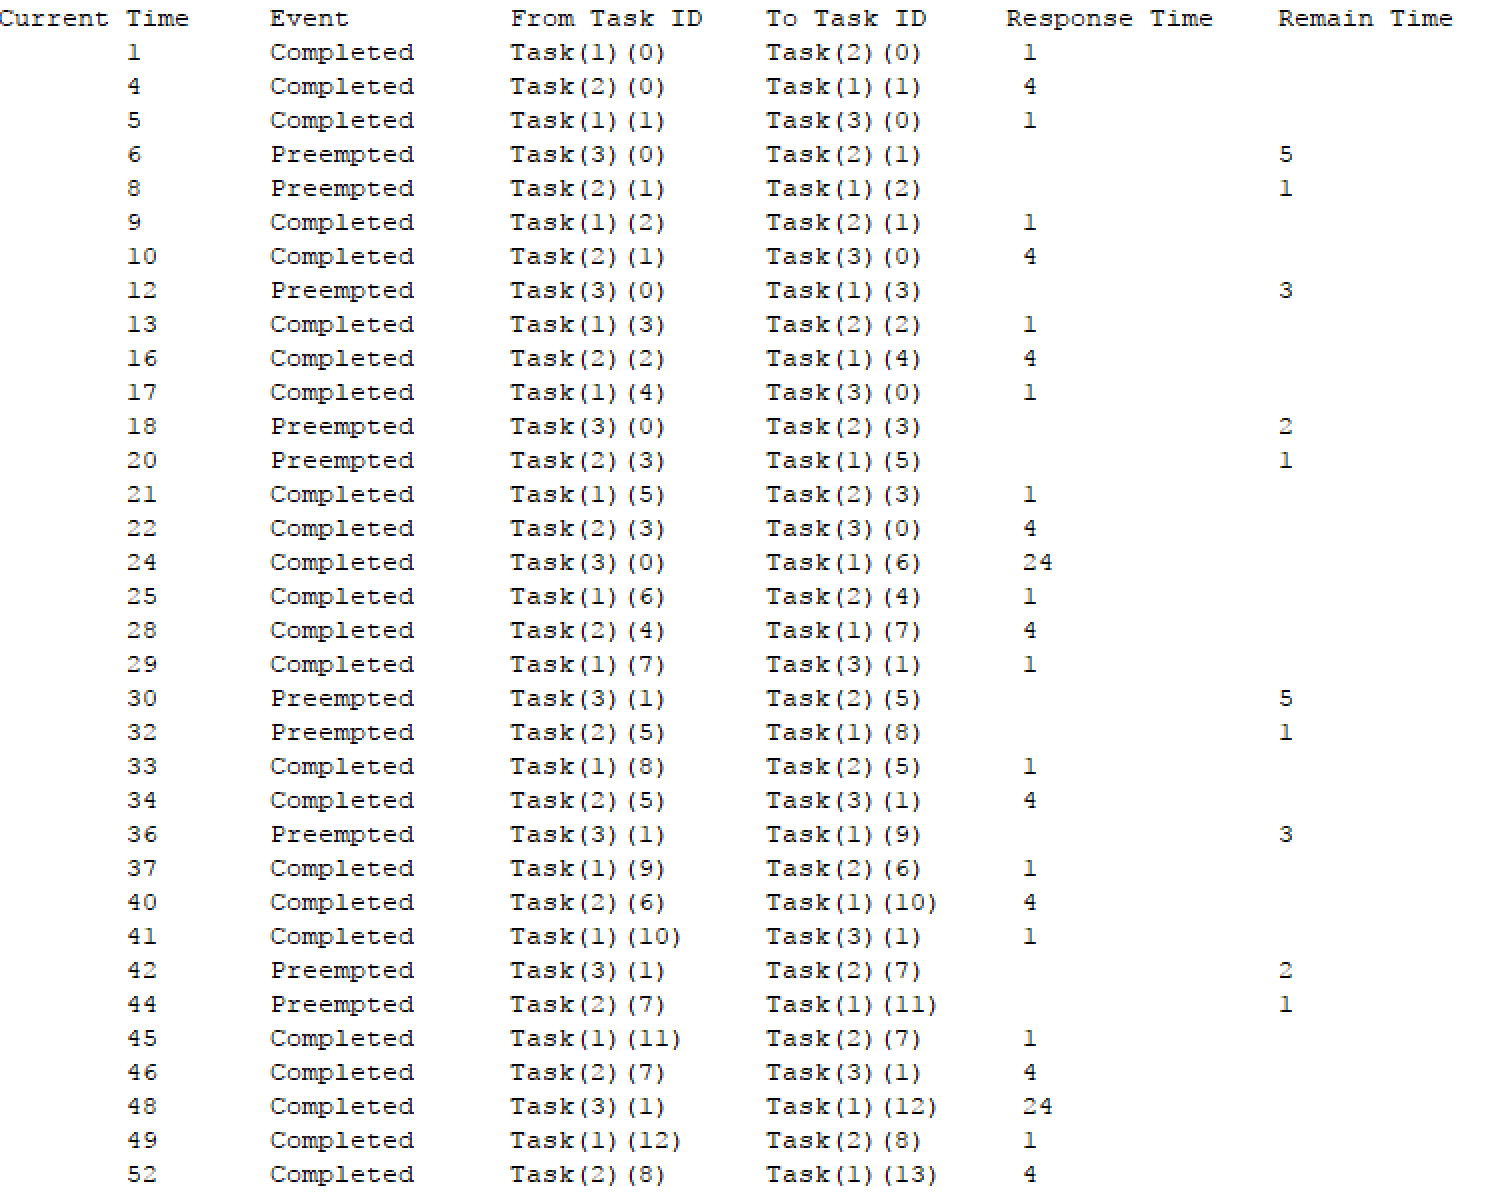 Current Time Event From Task ID To Task ID Response Time Remain Time
1 Completed Task(1)(0) Task(2)(0) 1
4 Completed Task(2)(0) Task(1)(1) 4
5 Completed Task(1)(1) Task(3)(0) 1
6 Preempted Task(3)(0) Task(2)(1) 5
8 Preempted Task(2)(1) Task(1)(2) 1
9 Completed Task(1)(2) Task(2)(1) 1
10 Completed Task(2)(1) Task(3)(0) 4
12 Preempted Task(3)(0) Task(1)(3) 3
13 Completed Task(1)(3) Task(2)(2) 1
16 Completed Task(2)(2) Task(1)(4) 4
17 Completed Task(1)(4) Task(3)(0) 1
18 Preempted Task(3)(0) Task(2)(3) 2
20 Preempted Task(2)(3) Task(1)(5) 1
21 Completed Task(1)(5) Task(2)(3) 1
22 Completed Task(2)(3) Task(3)(0) 4
24 Completed Task(3)(0) Task(1)(6) 24
25 Completed Task(1)(6) Task(2)(4) 1
28 Completed Task(2)(4) Task(1)(7) 4
29 Completed Task(1)(7) Task(3)(1) 1
30 Preempted Task(3)(1) Task(2)(5) 5
32 Preempted Task(2)(5) Task(1)(8) 1
33 Completed Task(1)(8) Task(2)(5) 1
34 Completed Task(2)(5) Task(3)(1) 4
36 Preempted Task(3)(1) Task(1)(9) 3
37 Completed Task(1)(9) Task(2)(6) 1
40 Completed Task(2)(6) Task(1)(10) 4
41 Completed Task(1)(10) Task(3)(1) 1
42 Preempted Task(3)(1) Task(2)(7) 2
44 Preempted Task(2)(7) Task(1)(11) 1
45 Completed Task(1)(11) Task(2)(7) 1
46 Completed Task(2)(7) Task(3)(1) 4
48 Completed Task(3)(1) Task(1)(12) 24
49 Completed Task(1)(12) Task(2)(8) 1
52 Completed Task(2)(8) Task(1)(13) 4